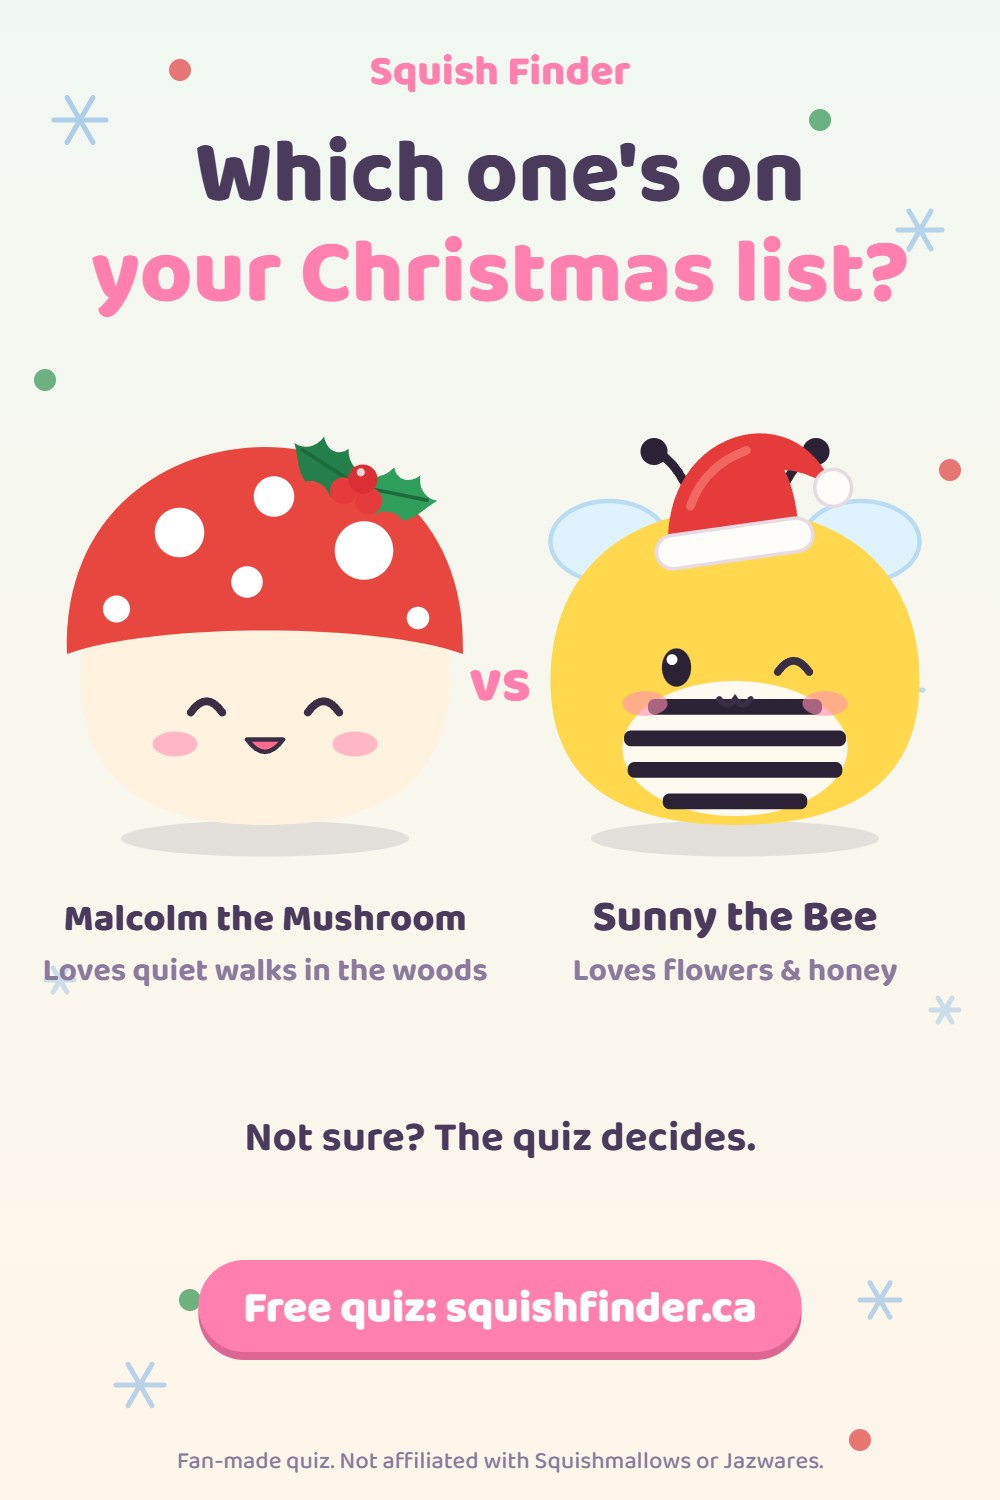 Squish Finder
Which one's on
your Christmas list?
vs
Malcolm the Mushroom
Loves quiet walks in the woods
Sunny the Bee
Loves flowers & honey
Not sure? The quiz decides.
Free quiz: squishfinder.ca
Fan-made quiz. Not affiliated with Squishmallows or Jazwares.